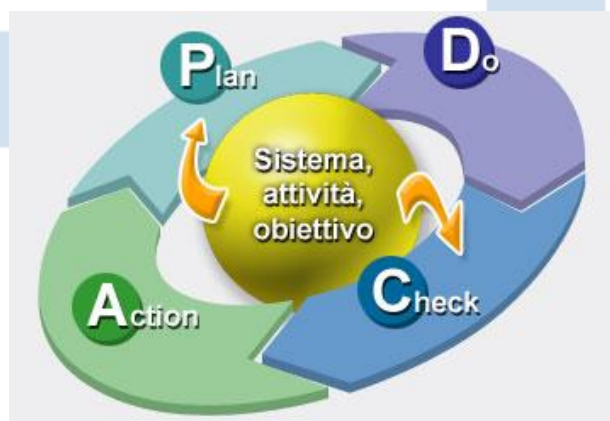 Plan
Do
Sistema,
attività,
obiettivo
Action
Check